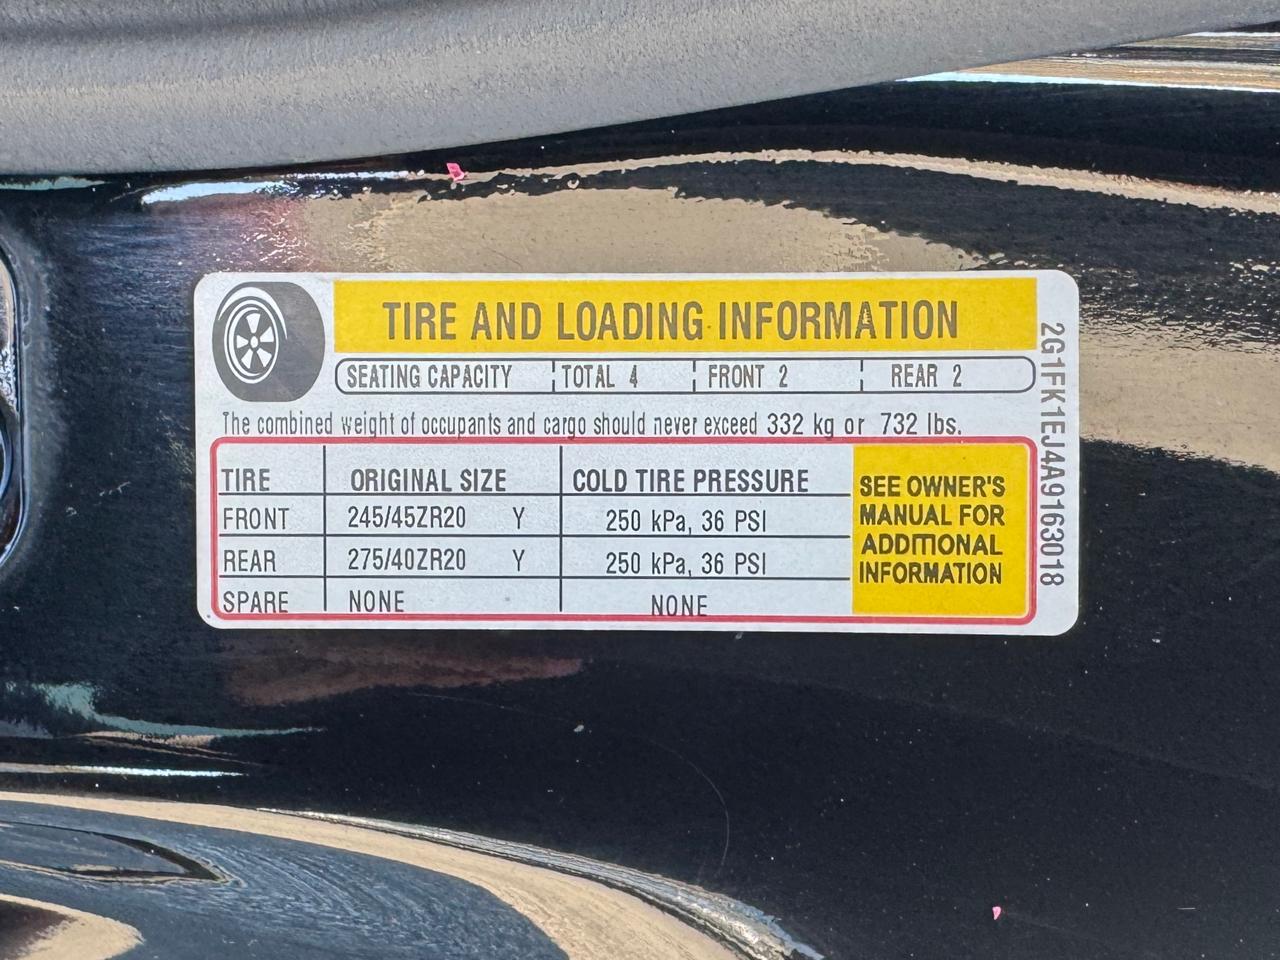 TIRE AND LOADING INFORMATION
SEATING CAPACITY TOTAL 4 FRONT 2 REAR 2
The combined weight of occupants and cargo should never exceed 332 kg or 732 lbs.
TIRE ORIGINAL SIZE COLD TIRE PRESSURE
FRONT 245/45ZR20 Y 250 kPa, 36 PSI
REAR 275/40ZR20 Y 250 kPa, 36 PSI
SPARE NONE NONE
SEE OWNER'S
MANUAL FOR
ADDITIONAL
INFORMATION
2G1FK1EJ4A9163018